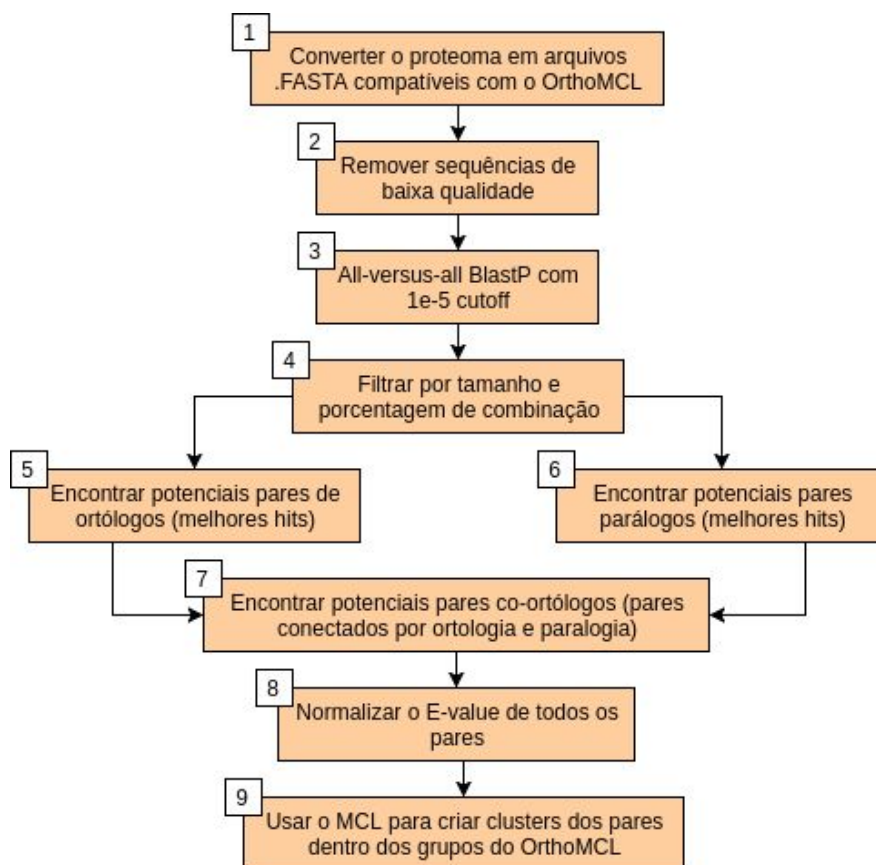 1
Converter o proteoma em arquivos
.FASTA compatíveis com o OrthoMCL
2
Remover sequências de
baixa qualidade
3
All-versus-all BlastP com
1e-5 cutoff
4
Filtrar por tamanho e
porcentagem de combinação
5
Encontrar potenciais pares de
ortólogos (melhores hits)
6
Encontrar potenciais pares
parálogos (melhores hits)
7
Encontrar potenciais pares co-ortólogos (pares
conectados por ortologia e paralogia)
8
Normalizar o E-value de todos os
pares
9
Usar o MCL para criar clusters dos pares
dentro dos grupos do OrthoMCL